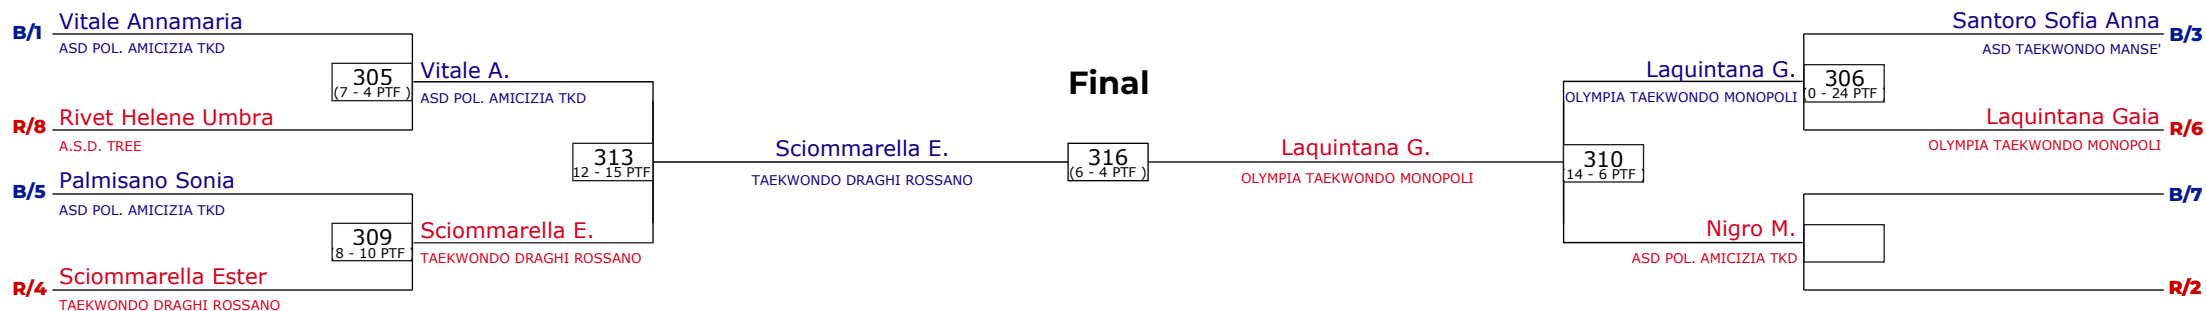 B/1
Vitale Annamaria
ASD POL. AMICIZIA TKD
305
(7 - 4 PTF )
R/8
Rivet Helene Umbra
A.S.D. TREE
Vitale A.
ASD POL. AMICIZIA TKD
B/5
Palmisano Sonia
ASD POL. AMICIZIA TKD
309
(8 - 10 PTF )
R/4
Sciommarella Ester
TAEKWONDO DRAGHI ROSSANO
Sciommarella E.
TAEKWONDO DRAGHI ROSSANO
313
12 - 15 PTF
Sciommarella E.
TAEKWONDO DRAGHI ROSSANO
Final
316
(6 - 4 PTF )
Laquintana G.
OLYMPIA TAEKWONDO MONOPOLI
310
14 - 6 PTF )
Laquintana G.
OLYMPIA TAEKWONDO MONOPOLI
Santoro Sofia Anna
B/3
ASD TAEKWONDO MANSE'
306
(0 - 24 PTF )
Laquintana Gaia
R/6
OLYMPIA TAEKWONDO MONOPOLI
Nigro M.
ASD POL. AMICIZIA TKD
B/7
R/2